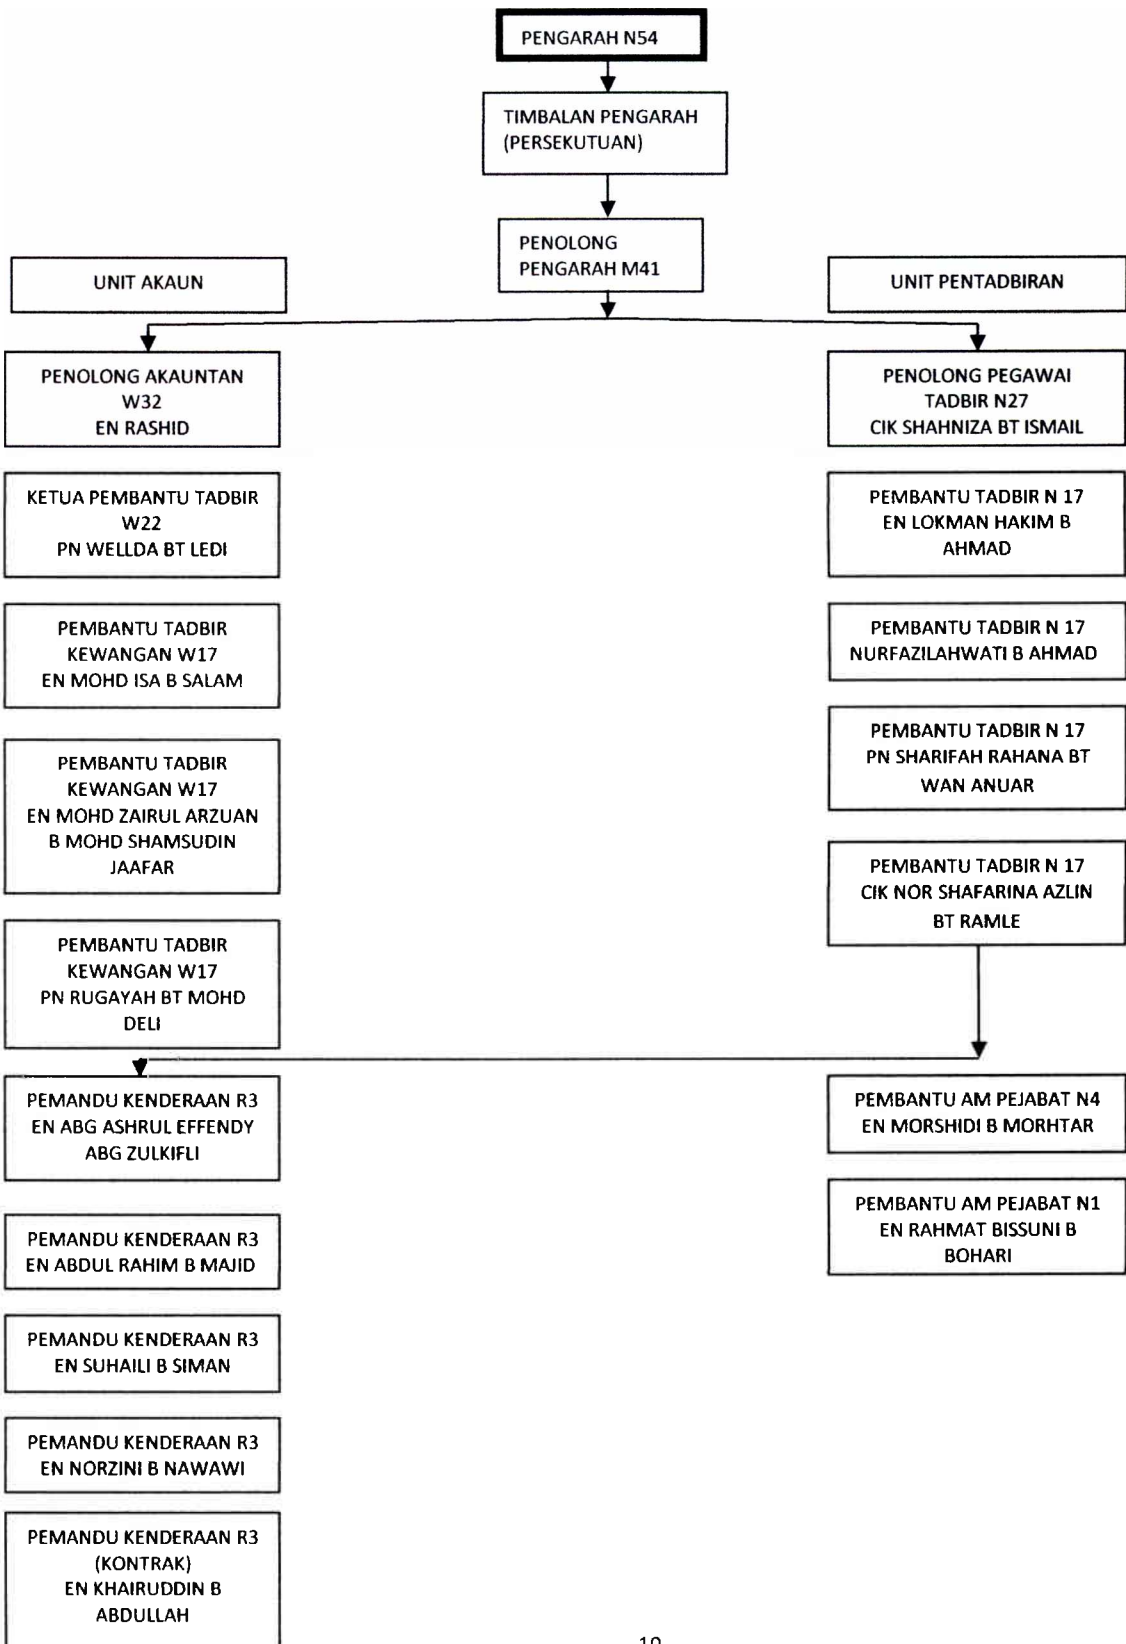 PENGARAH N54
TIMBALAN PENGARAH
(PERSEKUTUAN)
PENOLONG
PENGARAH M41
UNIT AKAUN
UNIT PENTADBIRAN
PENOLONG AKAUNTAN
W32
EN RASHID
KETUA PEMBANTU TADBIR
W22
PN WELLDA BT LEDI
PEMBANTU TADBIR
KEWANGAN W17
EN MOHD ISA B SALAM
PEMBANTU TADBIR
KEWANGAN W17
EN MOHD ZAIRUL ARZUAN
B MOHD SHAMSUDIN
JAAFAR
PEMBANTU TADBIR
KEWANGAN W17
PN RUGAYAH BT MOHD
DELI
PENOLONG PEGAWAI
TADBIR N27
CIK SHAHNIZA BT ISMAIL
PEMBANTU TADBIR N 17
EN LOKMAN HAKIM B
AHMAD
PEMBANTU TADBIR N 17
NURFAZILAHWATI B AHMAD
PEMBANTU TADBIR N 17
PN SHARIFAH RAHANA BT
WAN ANUAR
PEMBANTU TADBIR N 17
CIK NOR SHAFARINA AZLIN
BT RAMLE
PEMANDU KENDERAAN R3
EN ABG ASHRUL EFFENDY
ABG ZULKIFLI
PEMANDU KENDERAAN R3
EN ABDUL RAHIM B MAJID
PEMANDU KENDERAAN R3
EN SUHAILI B SIMAN
PEMANDU KENDERAAN R3
EN NORZINI B NAWAWI
PEMANDU KENDERAAN R3
(KONTRAK)
EN KHAIRUDDIN B
ABDULLAH
PEMBANTU AM PEJABAT N4
EN MORSHIDI B MORHTAR
PEMBANTU AM PEJABAT N1
EN RAHMAT BISSUNI B
BOHARI